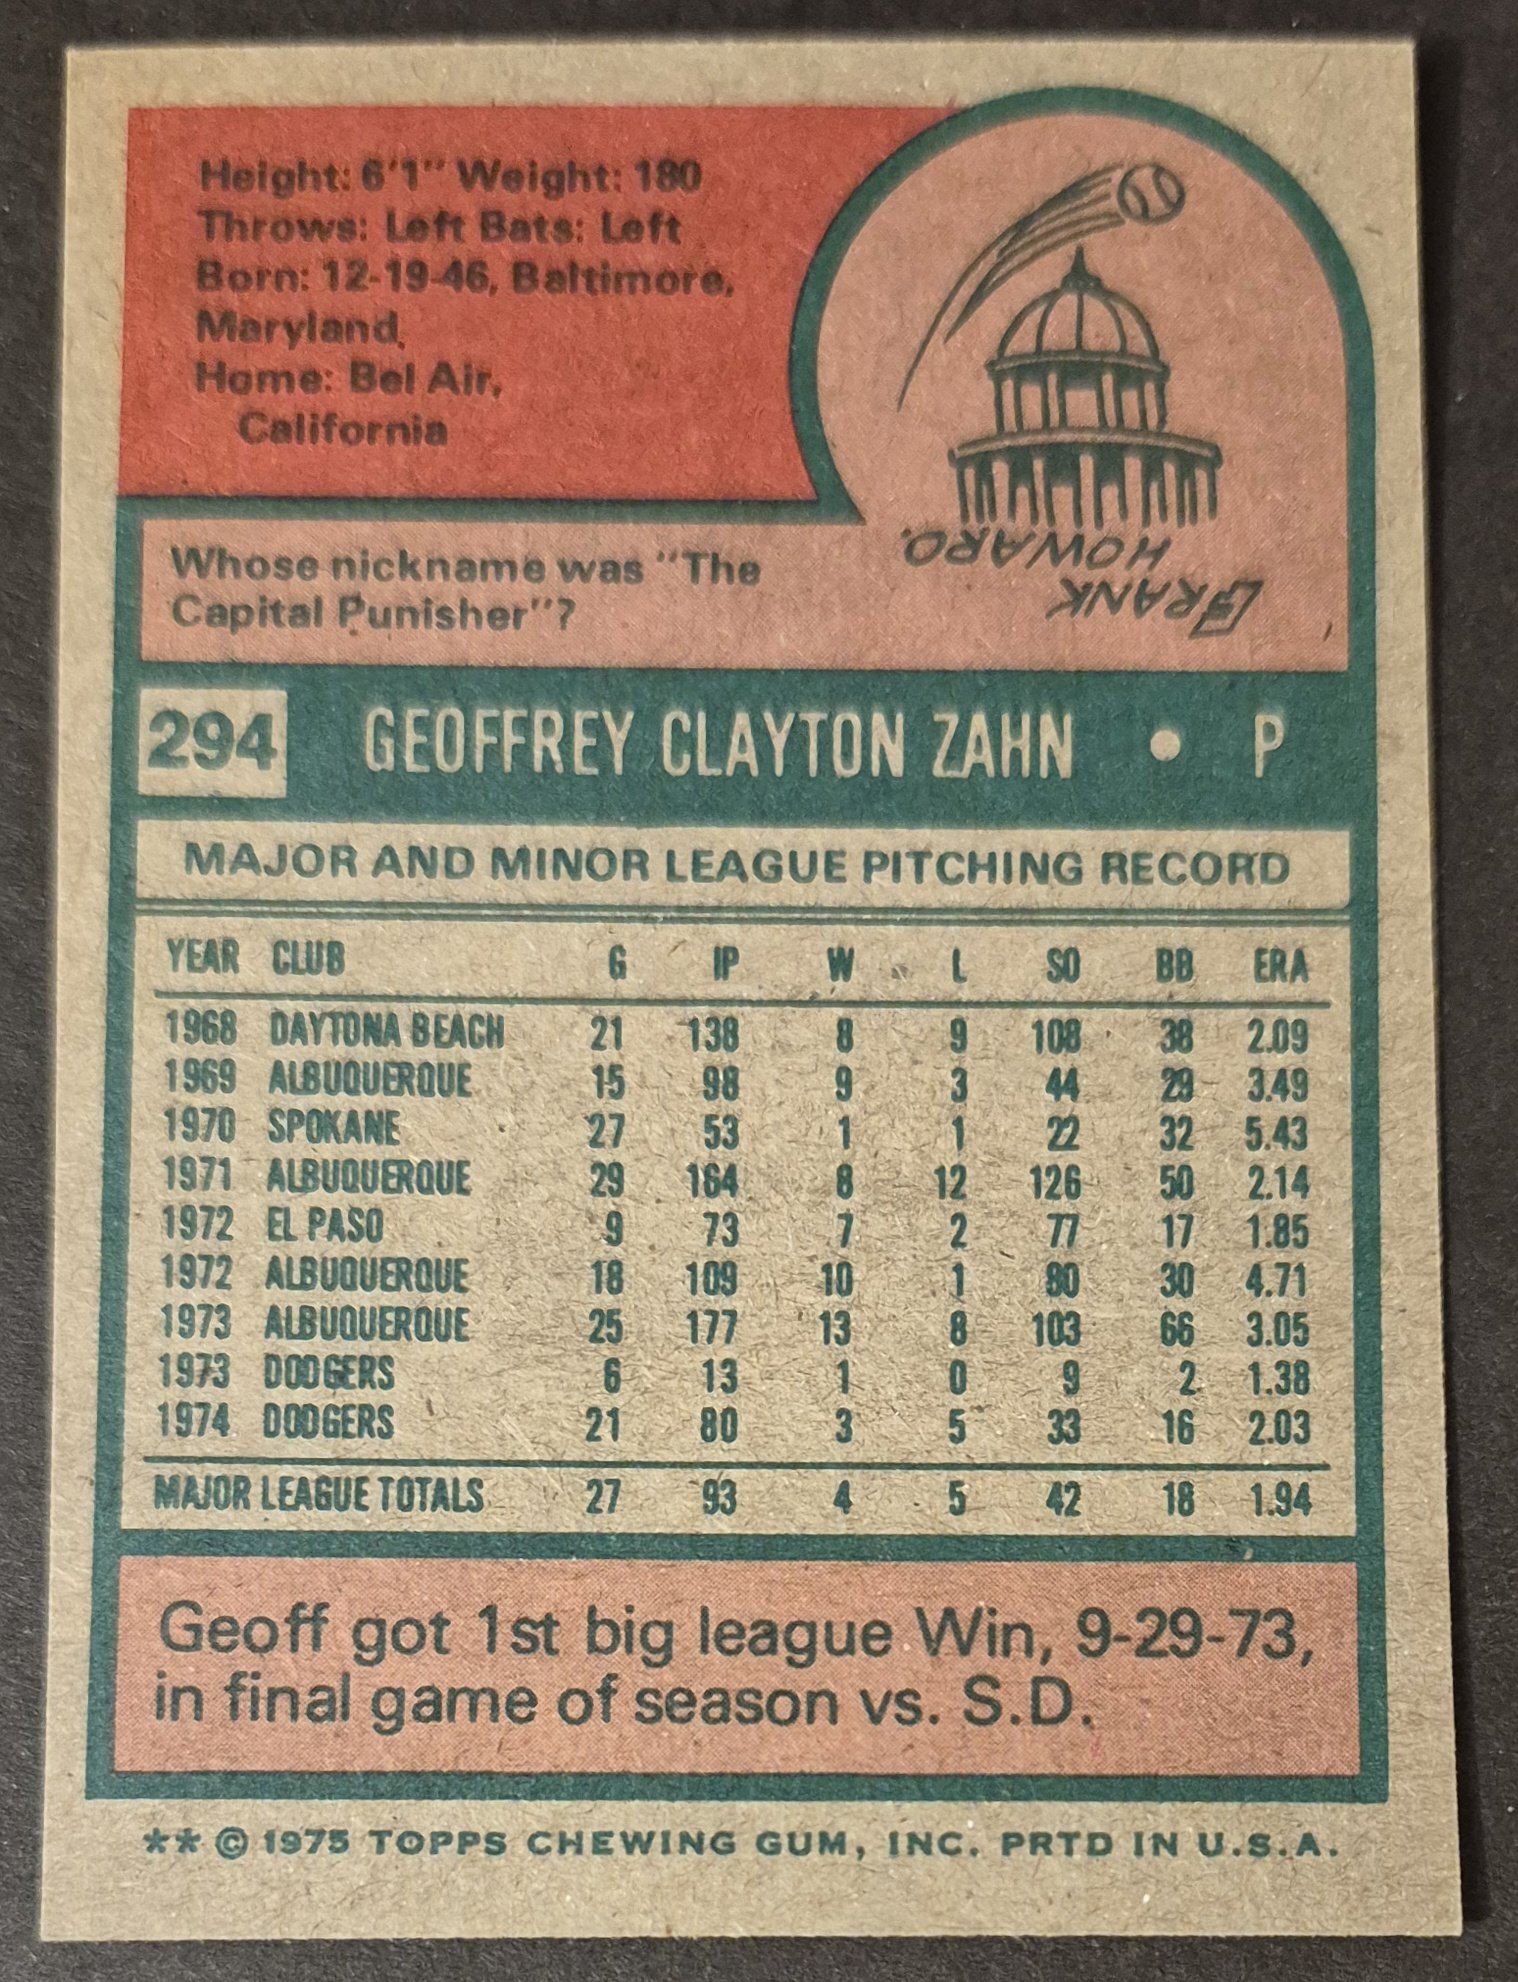 Height: 6'1" Weight: 180
Throws: Left Bats: Left
Born: 12-19-46, Baltimore,
Maryland
Home: Bel Air,
California
Whose nickname was "The
Capital Punisher"?
FRANK
HOWARD.
294 GEOFFREY CLAYTON ZAHN • P
MAJOR AND MINOR LEAGUE PITCHING RECORD
YEAR CLUB G IP W L SO BB ERA
1968 DAYTONA BEACH 21 138 8 9 108 38 2.09
1969 ALBUQUERQUE 15 98 9 3 44 29 3.49
1970 SPOKANE 27 53 1 1 22 32 5.43
1971 ALBUQUERQUE 29 164 8 12 126 50 2.14
1972 EL PASO 9 73 7 2 77 17 1.85
1972 ALBUQUERQUE 18 109 10 1 80 30 4.71
1973 ALBUQUERQUE 25 177 13 8 103 66 3.05
1973 DODGERS 6 13 1 0 9 2 1.38
1974 DODGERS 21 80 3 5 33 16 2.03
MAJOR LEAGUE TOTALS 27 93 4 5 42 18 1.94
Geoff got 1st big league Win, 9-29-73,
in final game of season vs. S.D.
** © 1975 TOPPS CHEWING GUM, INC. PRTD IN U.S.A.